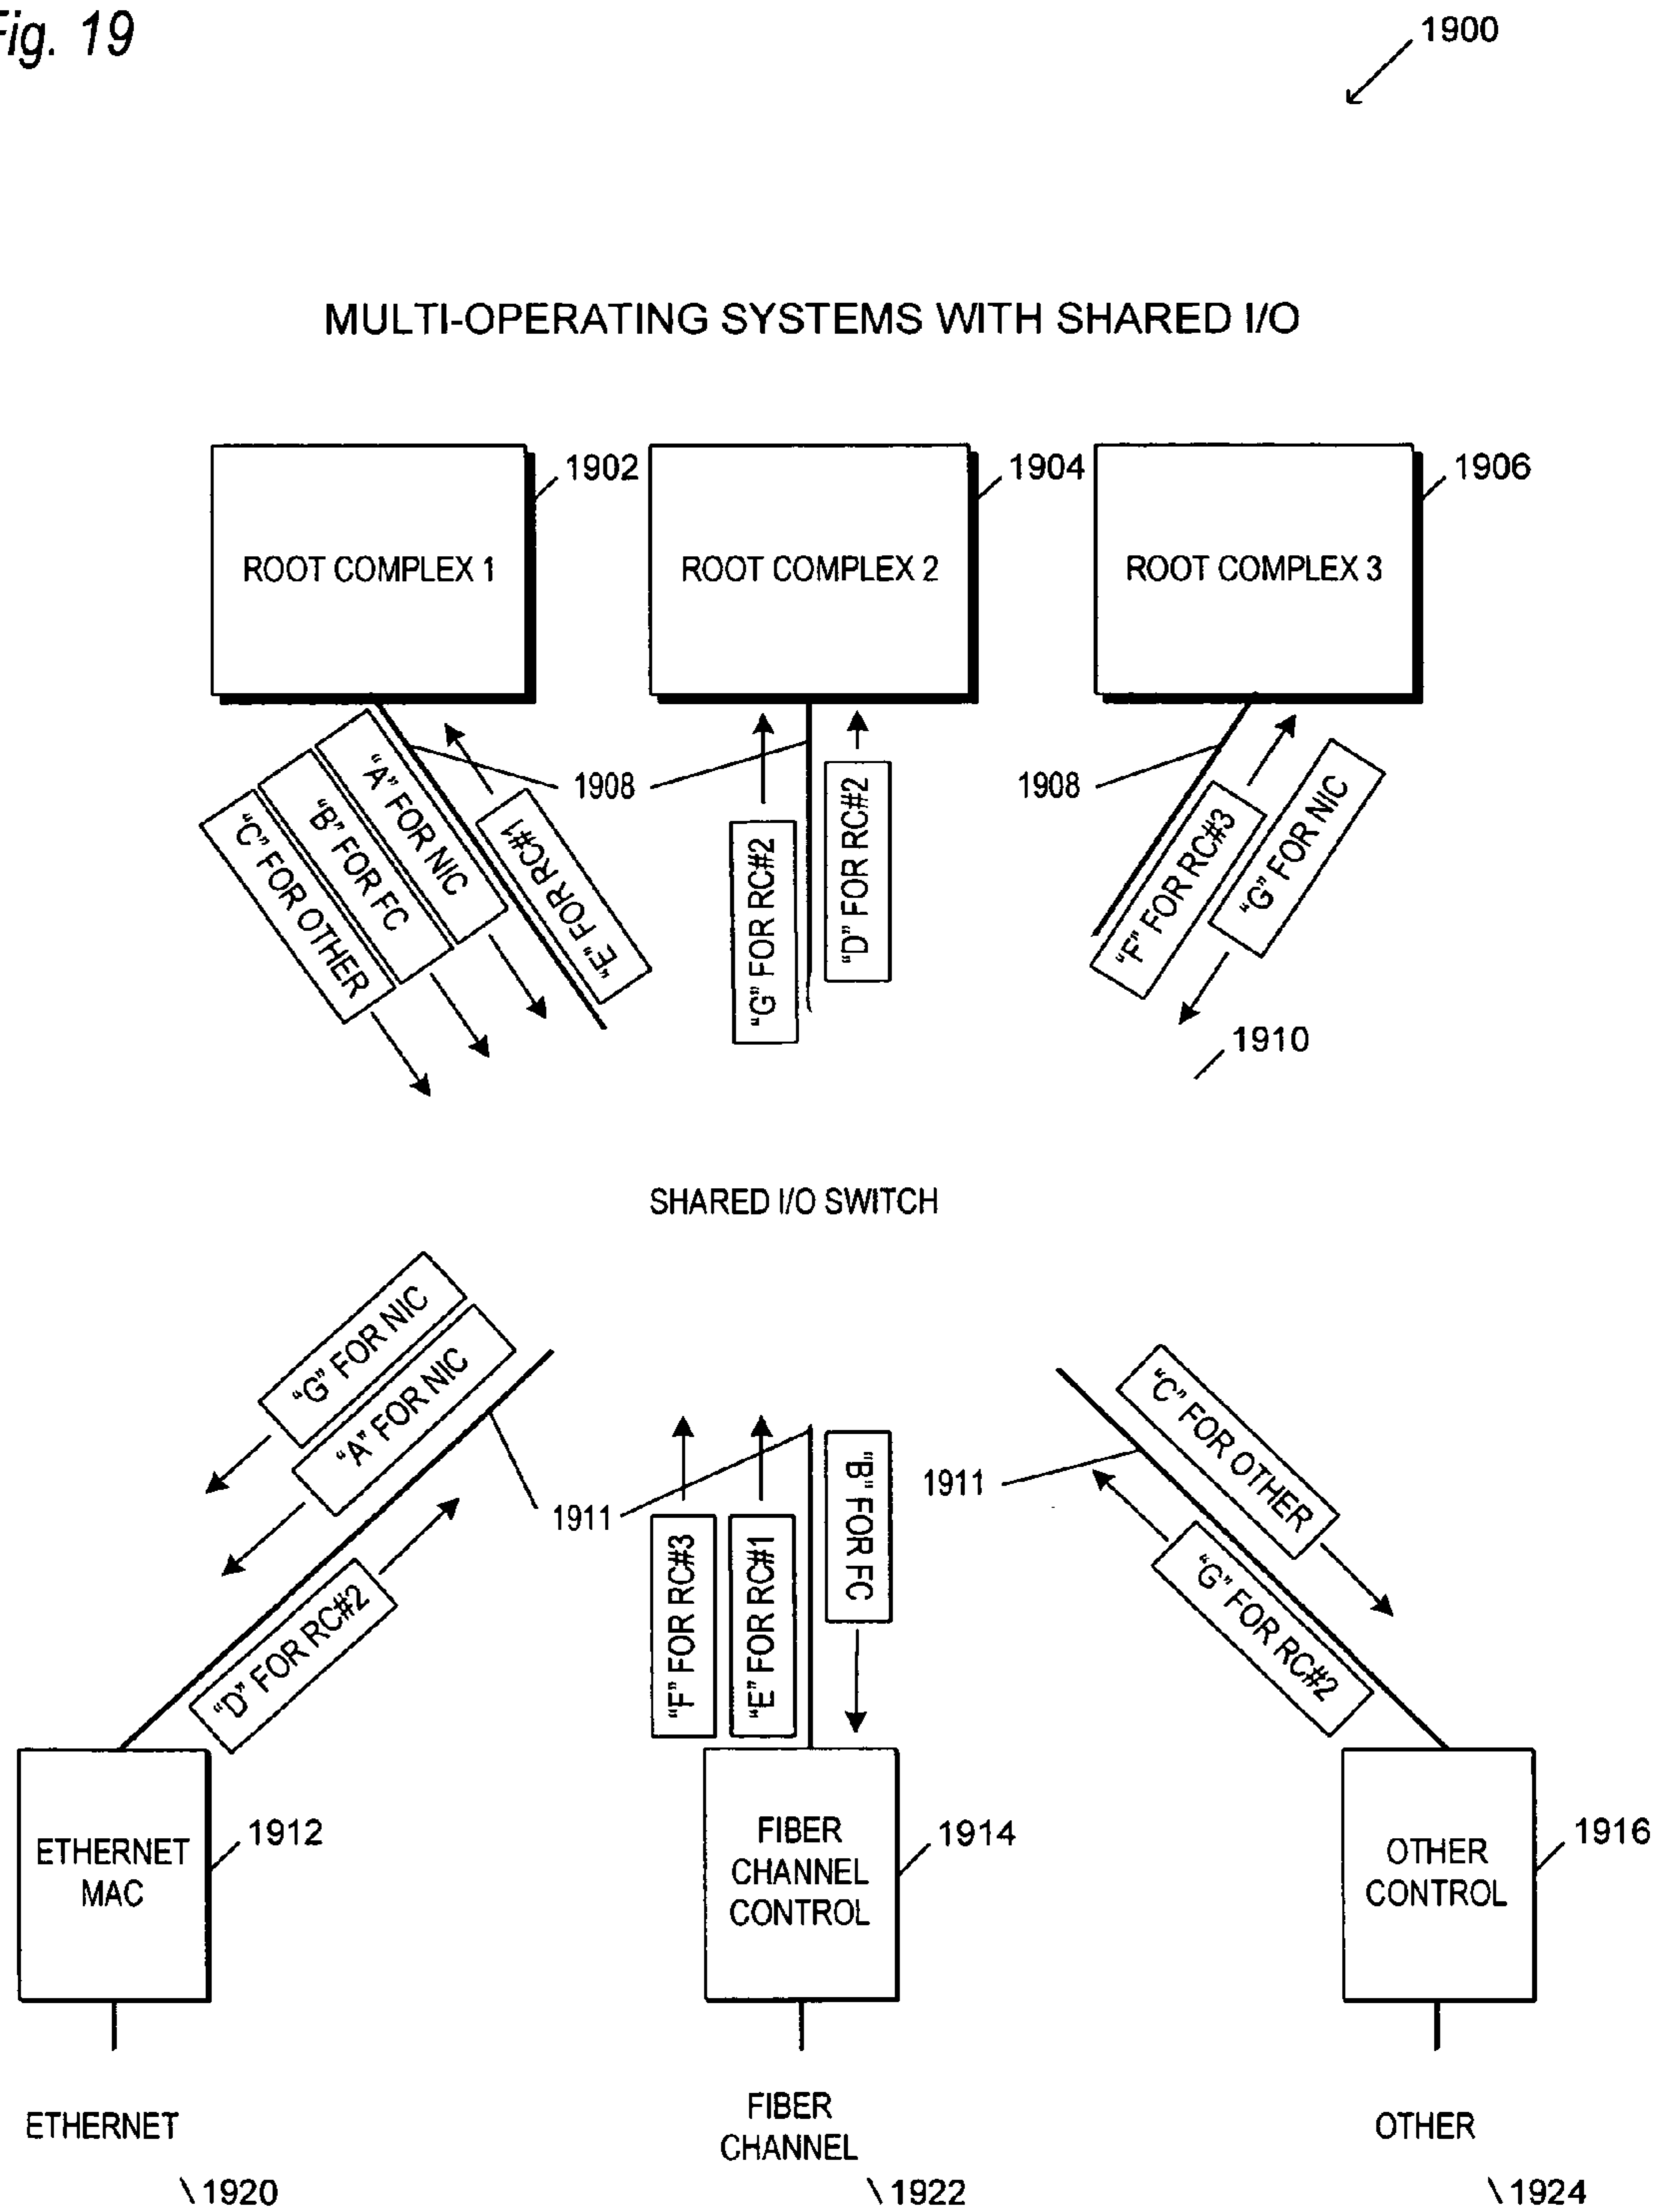 Fig. 19
1900
MULTI-OPERATING SYSTEMS WITH SHARED I/O
1902
1904
1906
ROOT COMPLEX 1
ROOT COMPLEX 2
ROOT COMPLEX 3
1908
1908
"A" FOR NIC
"B" FOR FC
"C" FOR OTHER
"E" FOR RC#1
"G" FOR RC#2
"D" FOR RC#2
"F" FOR RC#3
"G" FOR NIC
1910
SHARED I/O SWITCH
"G" FOR NIC
"A" FOR NIC
"D" FOR RC#2
1911
"F" FOR RC#3
"E" FOR RC#1
"B" FOR FC
1911
"C" FOR OTHER
"G" FOR RC#2
ETHERNET
MAC
1912
FIBER
CHANNEL
CONTROL
1914
OTHER
CONTROL
1916
ETHERNET
FIBER
CHANNEL
OTHER
1920
1922
1924